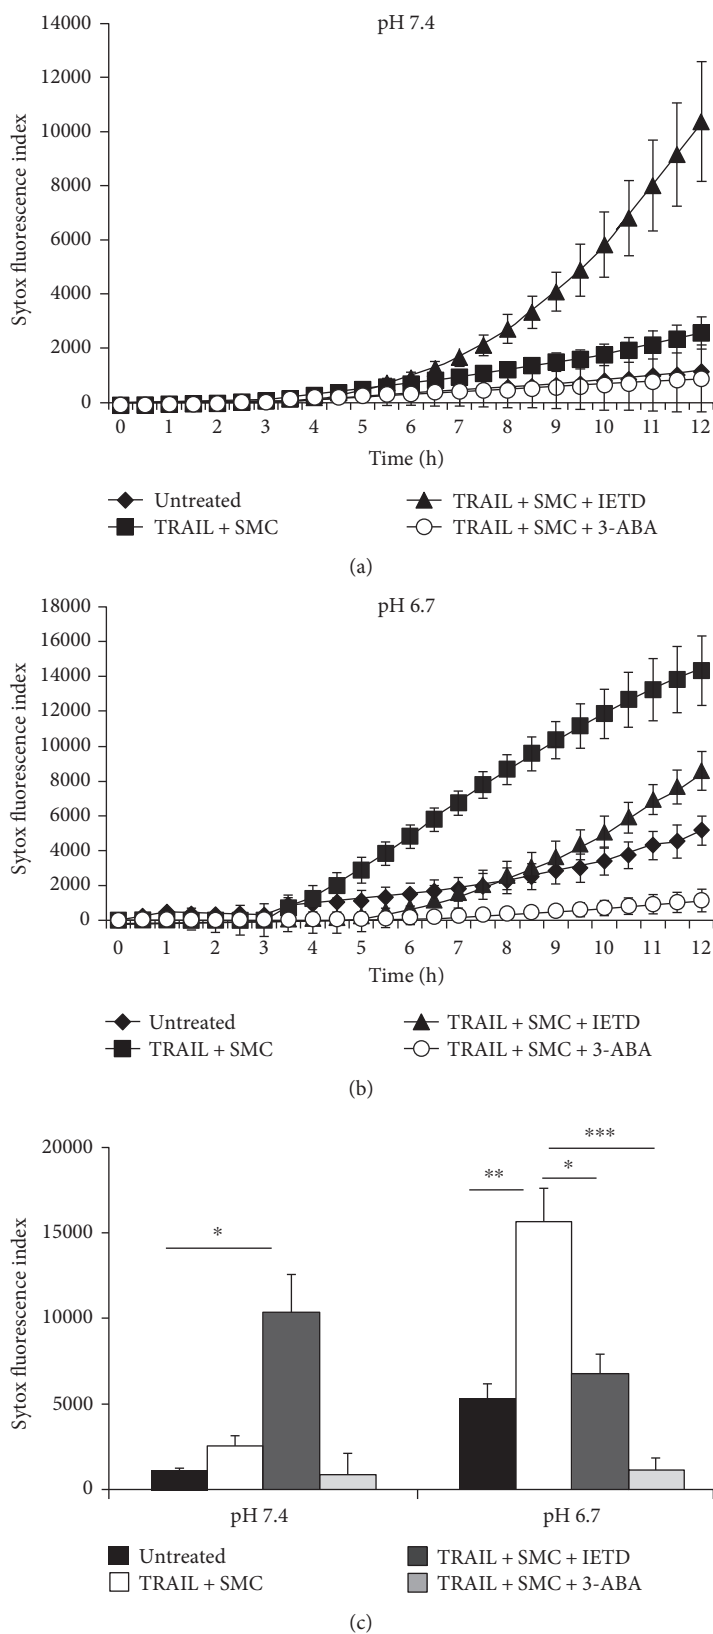 pH 7.4
14000
12000
10000
8000
6000
4000
2000
0
Sytox fluorescence index
0 1 2 3 4 5 6 7 8 9 10 11 12
Time (h)
Untreated
TRAIL + SMC
TRAIL + SMC + IETD
TRAIL + SMC + 3-ABA
(a)
pH 6.7
18000
16000
14000
12000
10000
8000
6000
4000
2000
0
Sytox fluorescence index
0 1 2 3 4 5 6 7 8 9 10 11 12
Time (h)
Untreated
TRAIL + SMC
TRAIL + SMC + IETD
TRAIL + SMC + 3-ABA
(b)
20000
15000
10000
5000
0
Sytox fluorescence index
*
**
***
*
pH 7.4 pH 6.7
Untreated
TRAIL + SMC
TRAIL + SMC + IETD
TRAIL + SMC + 3-ABA
(c)